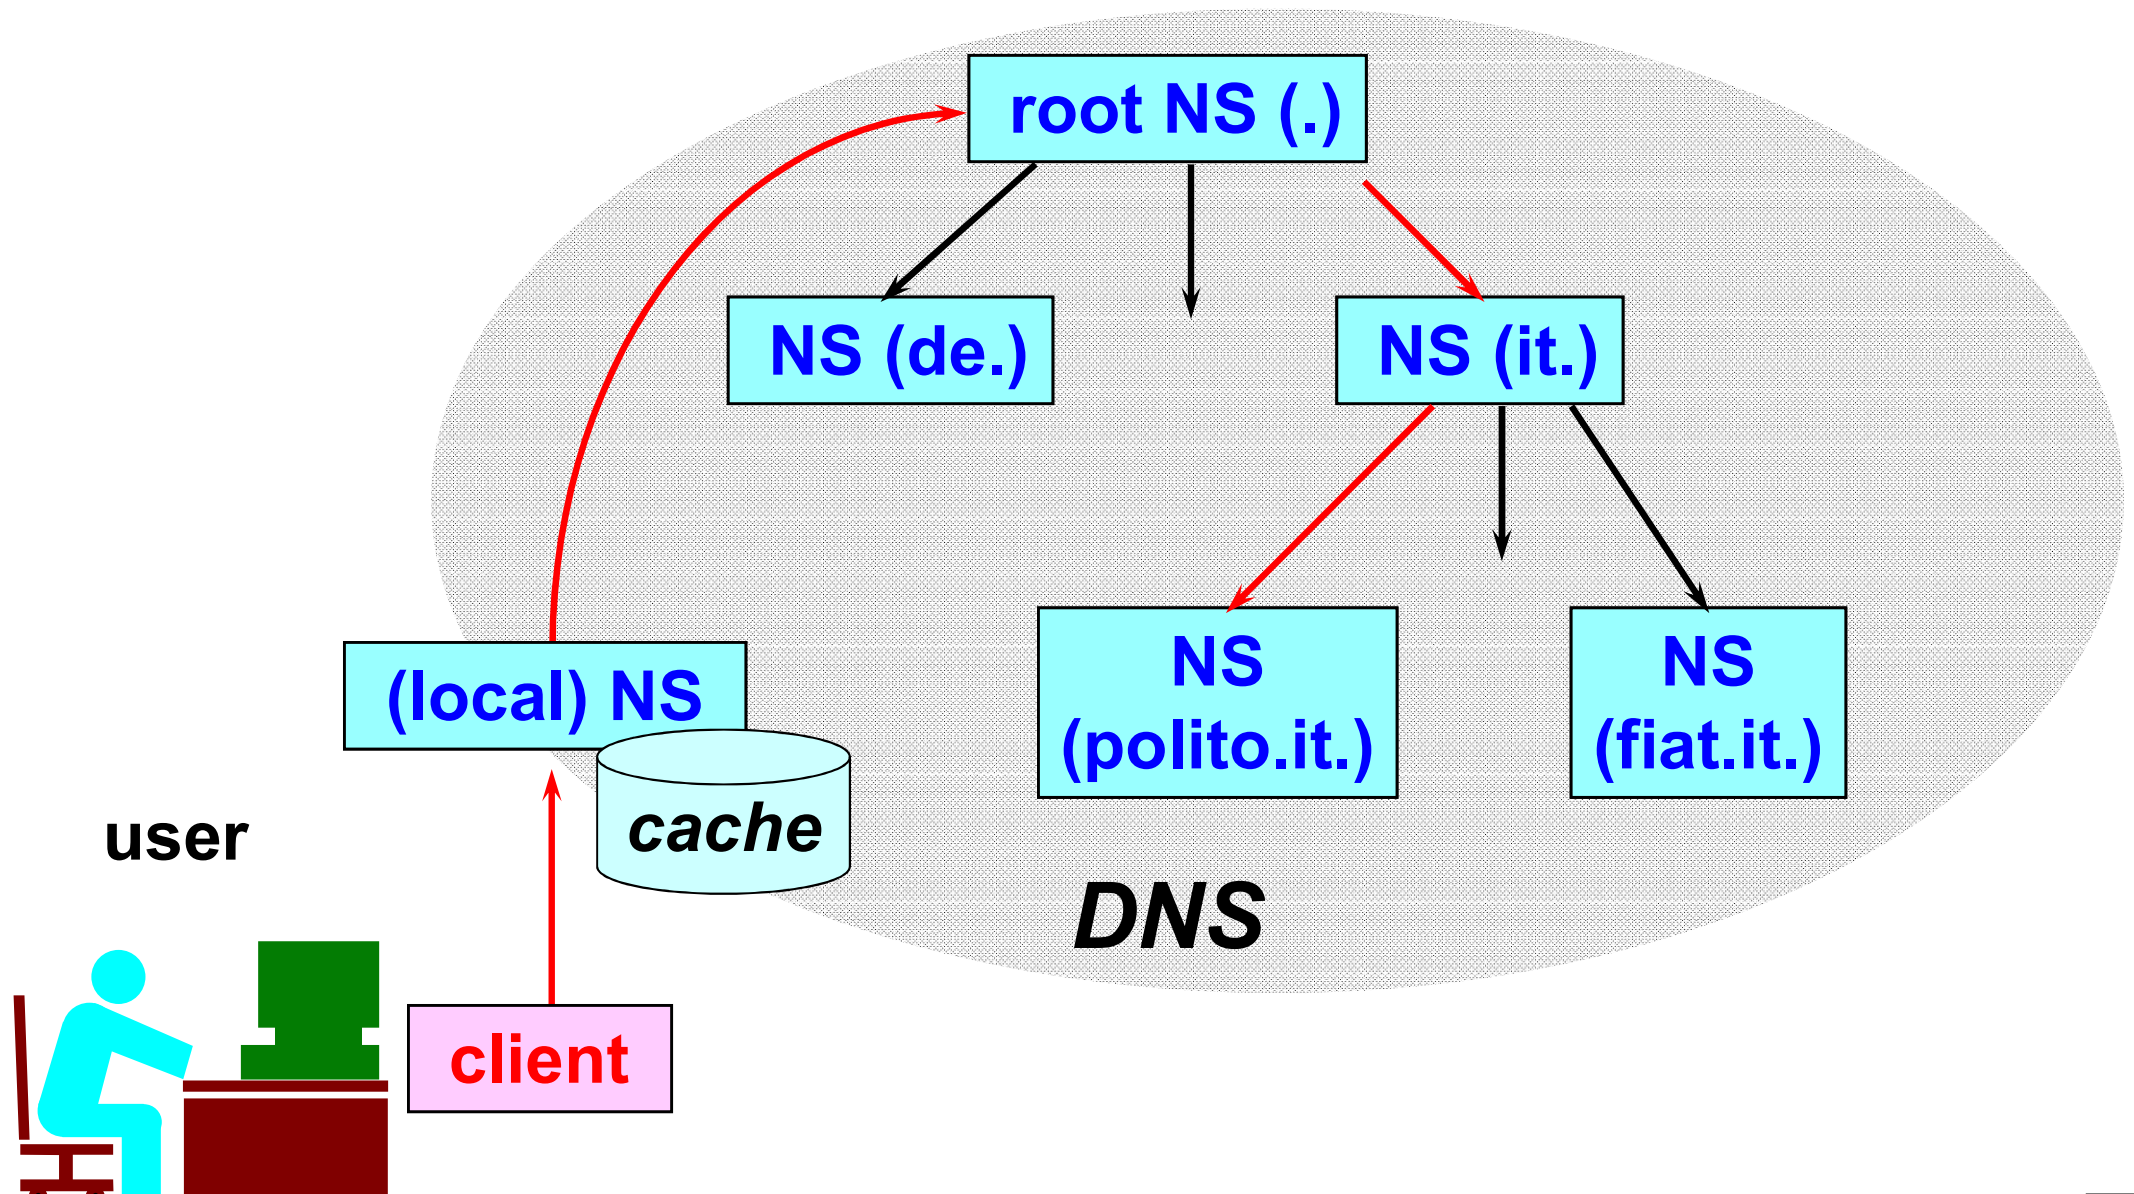 root NS (.)
NS (de.)
NS (it.)
(local) NS
cache
NS
(polito.it.)
NS
(fiat.it.)
user
DNS
client